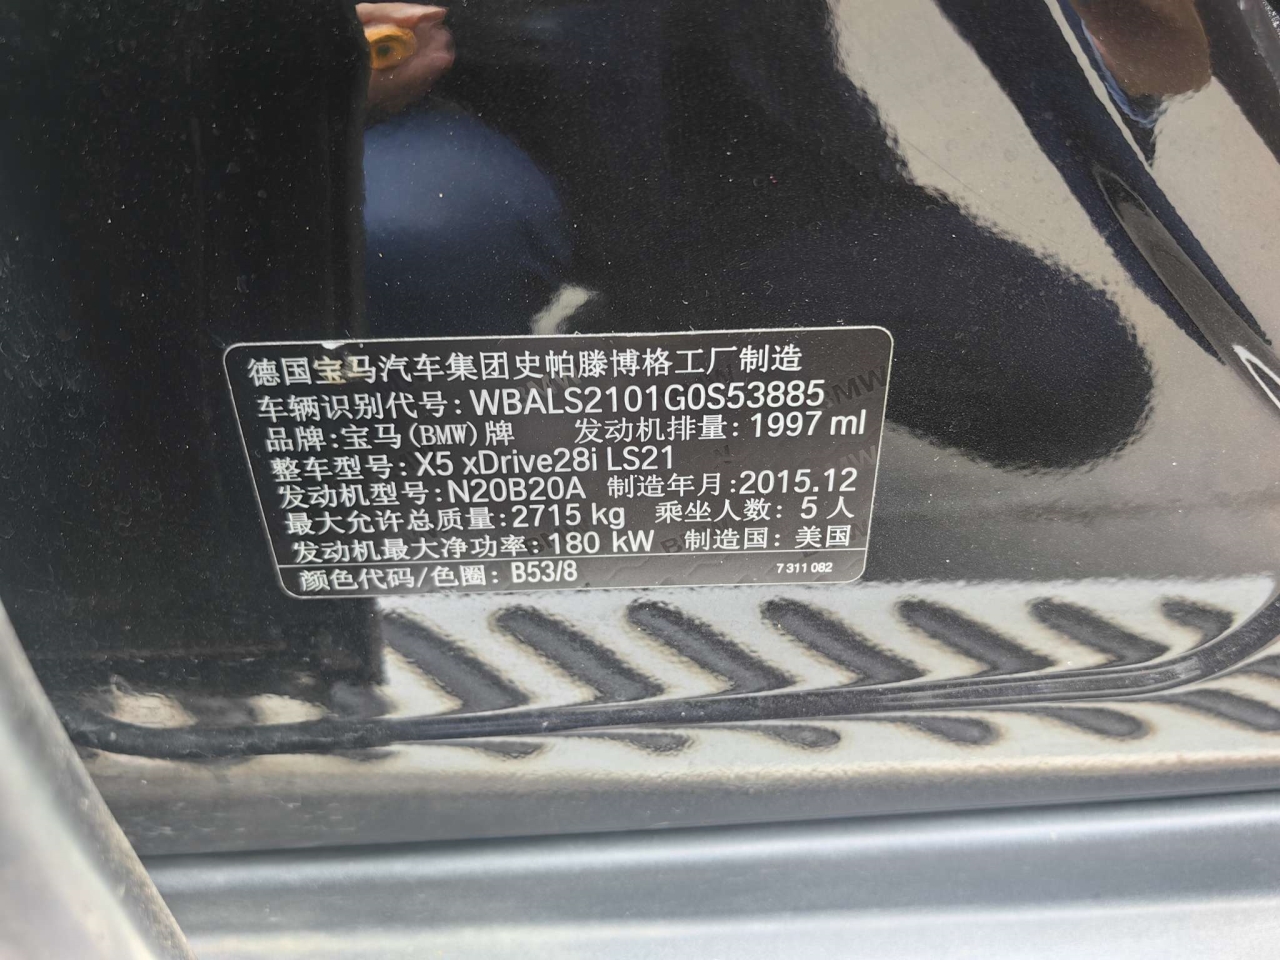 德国宝马汽车集团史帕滕博格工厂制造
车辆识别代号: WBALS2101G0S53885
品牌: 宝马(BMW)牌 发动机排量: 1997 ml
整车型号: X5 xDrive28i LS21
发动机型号: N20B20A 制造年月: 2015.12
最大允许总质量: 2715 kg 乘坐人数: 5 人
发动机最大净功率: 180 kW 制造国: 美国
颜色代码/色圈: B53/8 7 311 082